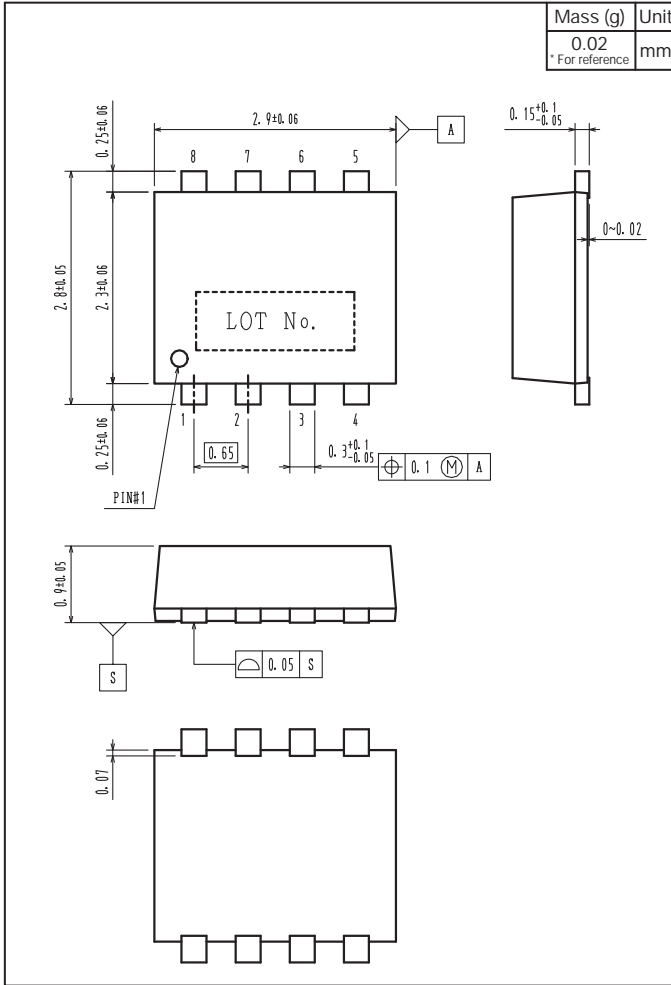 Mass (g) Unit
0.02 mm
* For reference
2.9±0.06
A
0.15+0.1 -0.05
0.25±0.06
8 7 6 5
0~0.02
2.8±0.05
2.3±0.06
LOT No.
0.25±0.06
1 2 3 4
0.65
0.3+0.1 -0.05
⌖ 0.1 Ⓜ A
PIN#1
0.9±0.05
S
⌓ 0.05 S
0.07